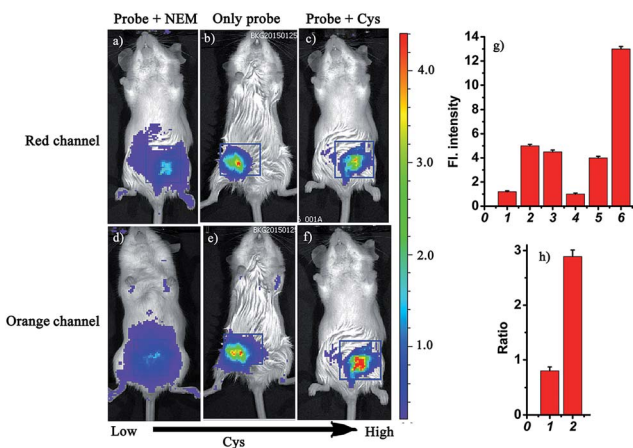 Probe + NEM Only probe Probe + Cys
a) b) BKG20150125 c)
Red channel
d) e) BKG20150125 f)
Orange channel
Low Cys High
4.0
3.0
2.0
1.0
g)
Fl. intensity
14
12
10
8
6
4
2
0
0 1 2 3 4 5 6
h)
Ratio
3
2
1
0
0 1 2